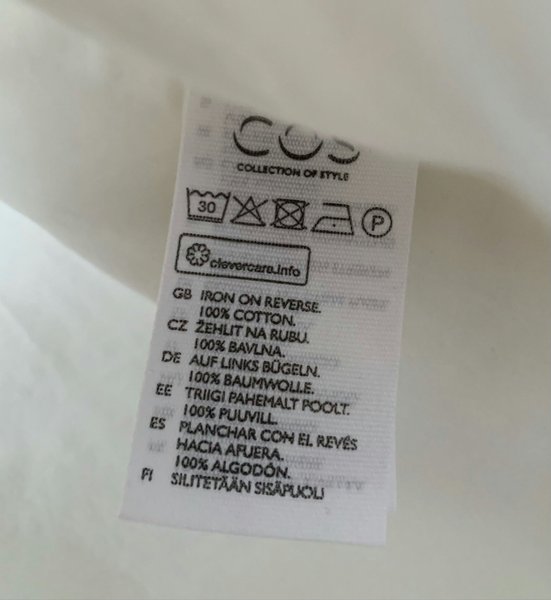 COS
COLLECTION OF STYLE
30
P
clevercare.info
GB IRON ON REVERSE.
100% COTTON.
CZ ŽEHLIT NA RUBU.
100% BAVLNA.
DE AUF LINKS BÜGELN.
100% BAUMWOLLE.
EE TRIIGI PAHEMALT POOLT.
100% PUUVILL.
ES PLANCHAR CON EL REVÉS
HACIA AFUERA.
100% ALGODÓN.
FI SILITETÄÄN SISÄPUOLI